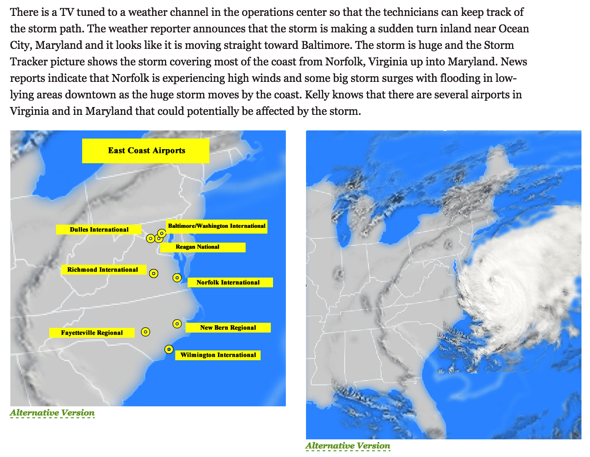 There is a TV tuned to a weather channel in the operations center so that the technicians can keep track of
the storm path. The weather reporter announces that the storm is making a sudden turn inland near Ocean
City, Maryland and it looks like it is moving straight toward Baltimore. The storm is huge and the Storm
Tracker picture shows the storm covering most of the coast from Norfolk, Virginia up into Maryland. News
reports indicate that Norfolk is experiencing high winds and some big storm surges with flooding in low-
lying areas downtown as the huge storm moves by the coast. Kelly knows that there are several airports in
Virginia and in Maryland that could potentially be affected by the storm.
East Coast Airports
Baltimore/Washington International
Dulles International
Reagan National
Richmond International
Norfolk International
New Bern Regional
Fayetteville Regional
Wilmington International
Alternative Version
Alternative Version